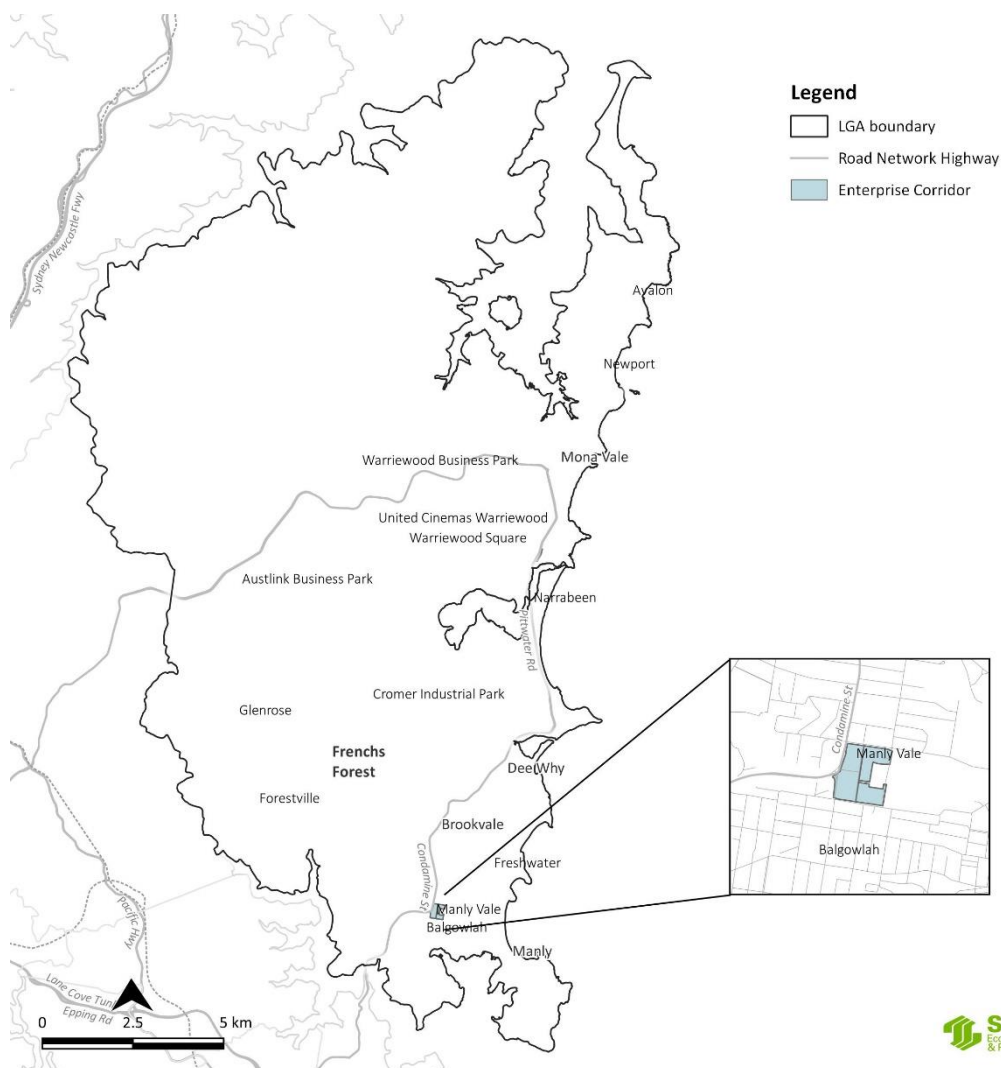 Legend
LGA boundary
Road Network Highway
Enterprise Corridor
Sydney Newcastle Fwy
Avalon
Newport
Mona Vale
Warriewood Business Park
United Cinemas Warriewood
Warriewood Square
Austlink Business Park
Narrabeen
Pittwater Rd
Cromer Industrial Park
Glenrose
Frenchs
Forest
Dee Why
Forestville
Brookvale
Freshwater
Condamine St
Manly Vale
Balgowlah
Manly
Condamine St
Manly Vale
Balgowlah
Pacific Hwy
Lane Cove Tun
Epping Rd
0 2.5 5 km
S